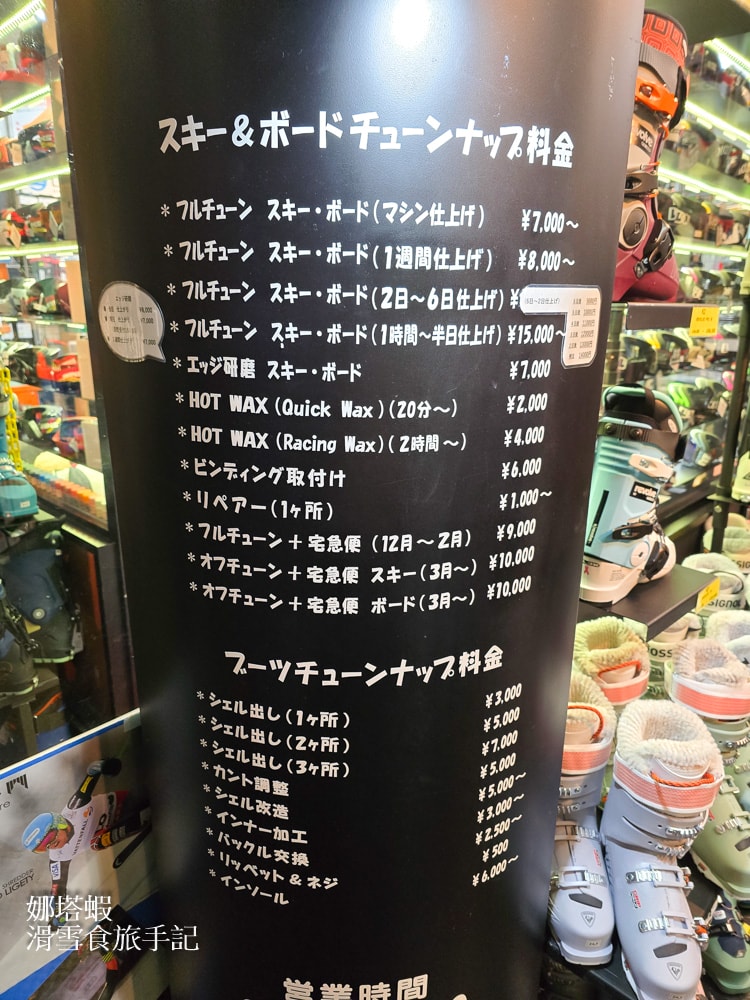 スキー&ボードチューンナップ料金
*フルチューン スキー・ボード(マシン仕上げ) ¥7,000～
*フルチューン スキー・ボード(1週間仕上げ) ¥8,000～
*フルチューン スキー・ボード(2日～6日仕上げ) ¥
*フルチューン スキー・ボード(1時間～半日仕上げ) ¥15,000～
*エッジ研磨 スキー・ボード ¥7,000
*HOT WAX (Quick Wax)(20分～) ¥2,000
*HOT WAX (Racing Wax)(2時間～) ¥4,000
*ビンディング取付け ¥6,000
*リペアー(1ヶ所) ¥1,000～
*フルチューン+宅急便 (12月～2月) ¥9,000
*オフチューン+宅急便 スキー(3月～) ¥10,000
*オフチューン+宅急便 ボード(3月～) ¥10,000
エッジ研磨
ブーツチューンナップ料金
*シェル出し(1ヶ所) ¥3,000
*シェル出し(2ヶ所) ¥5,000
*シェル出し(3ヶ所) ¥7,000
*カント調整 ¥5,000
*シェル改造 ¥5,000～
*インナー加工 ¥3,000～
*バックル交換 ¥2,500～
*リッペット&ネジ ¥500
*インソール ¥6,000～
営業時間
LIGETY
娜塔蝦
滑雪食旅手記